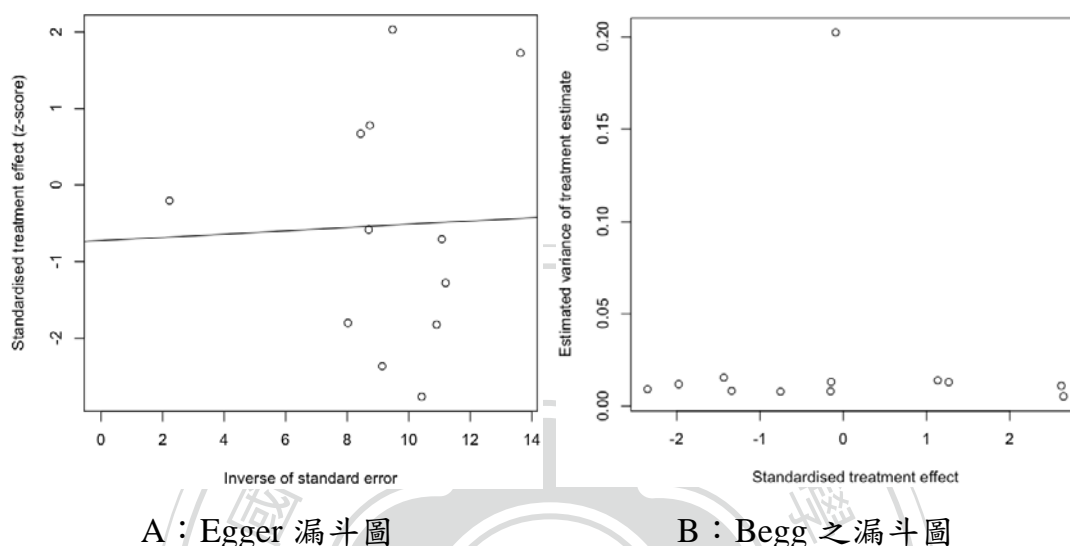 Standardised treatment effect (z-score)
2
1
0
-1
-2
0 2 4 6 8 10 12 14
Inverse of standard error
Estimated variance of treatment estimate
0.20
0.15
0.10
0.05
0.00
-2 -1 0 1 2
Standardised treatment effect
國 學
A：Egger 漏斗圖
B：Begg 之漏斗圖